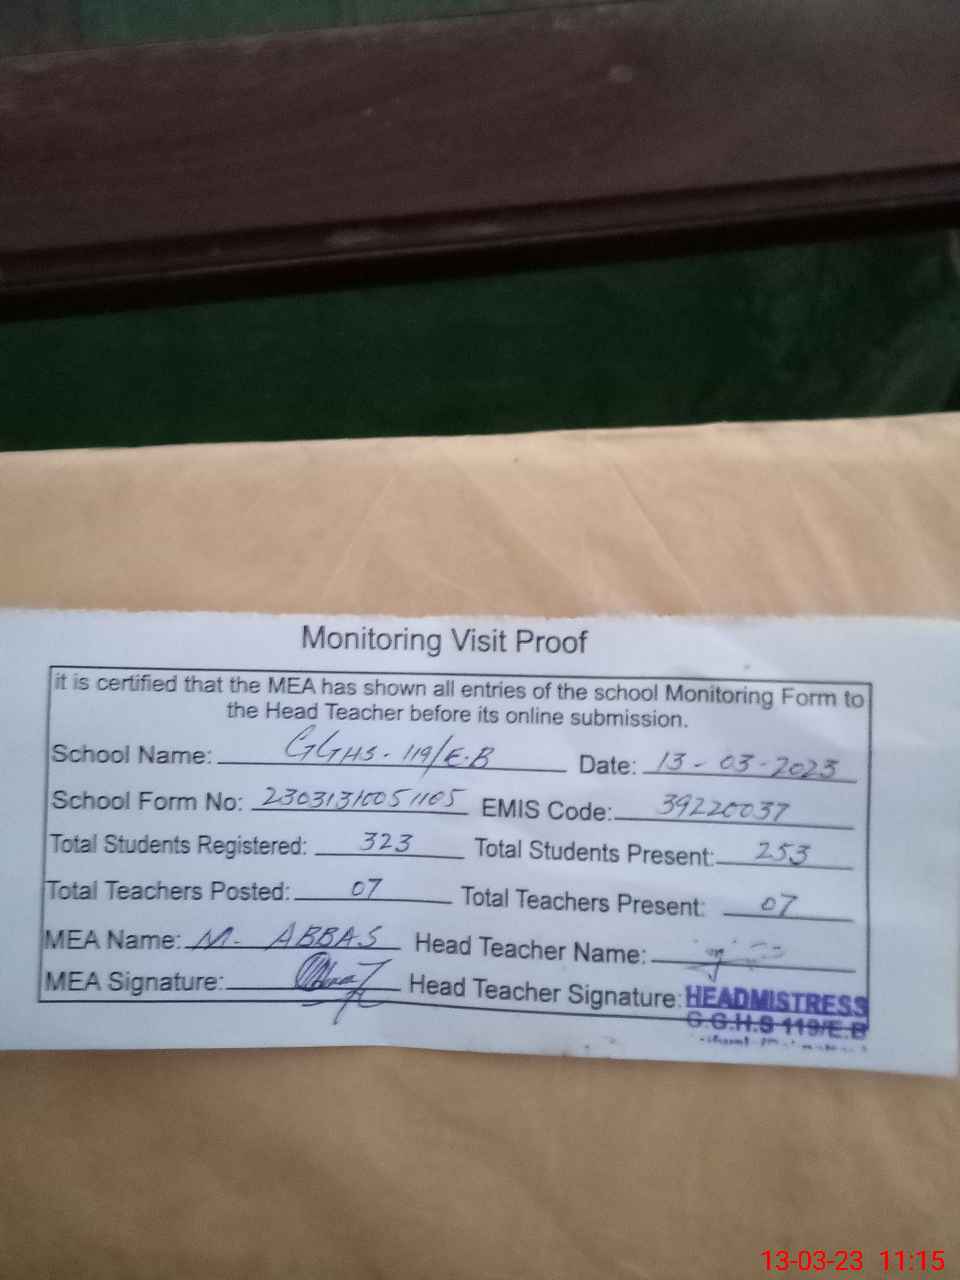 Monitoring Visit Proof
it is certified that the MEA has shown all entries of the school Monitoring Form to
the Head Teacher before its online submission.
School Name: GGHS-119/E.B Date: 13-03-2023
School Form No: 23031310051105 EMIS Code: 39220037
Total Students Registered: 323 Total Students Present: 253
Total Teachers Posted: 07 Total Teachers Present: 07
MEA Name: M. ABBAS Head Teacher Name:
MEA Signature: Head Teacher Signature: HEADMISTRESS
G.G.H.S 119/E.B
13-03-23 11:15